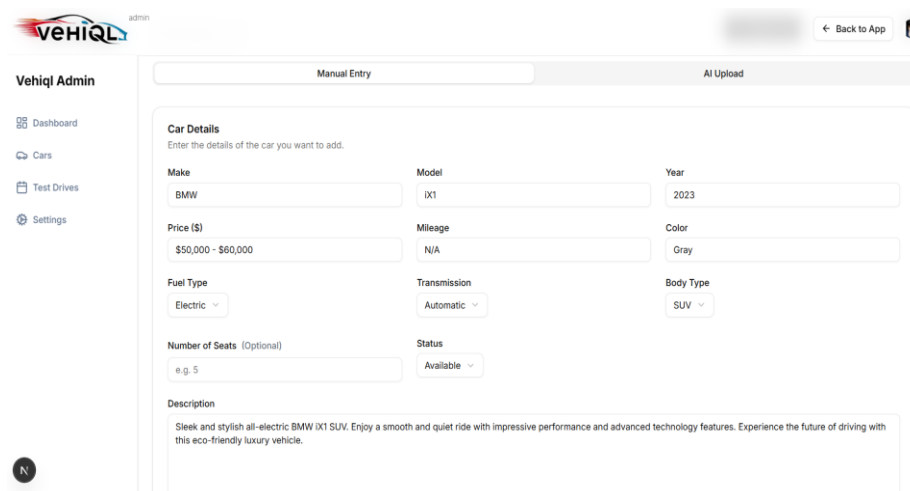 VEHIQL
admin
← Back to App
Vehiql Admin
Dashboard
Cars
Test Drives
Settings
Manual Entry
AI Upload
Car Details
Enter the details of the car you want to add.
Make
Model
Year
BMW
iX1
2023
Price ($)
Mileage
Color
$50,000 - $60,000
N/A
Gray
Fuel Type
Transmission
Body Type
Electric
Automatic
SUV
Number of Seats (Optional)
Status
e.g. 5
Available
Description
Sleek and stylish all-electric BMW iX1 SUV. Enjoy a smooth and quiet ride with impressive performance and advanced technology features. Experience the future of driving with
this eco-friendly luxury vehicle.
N